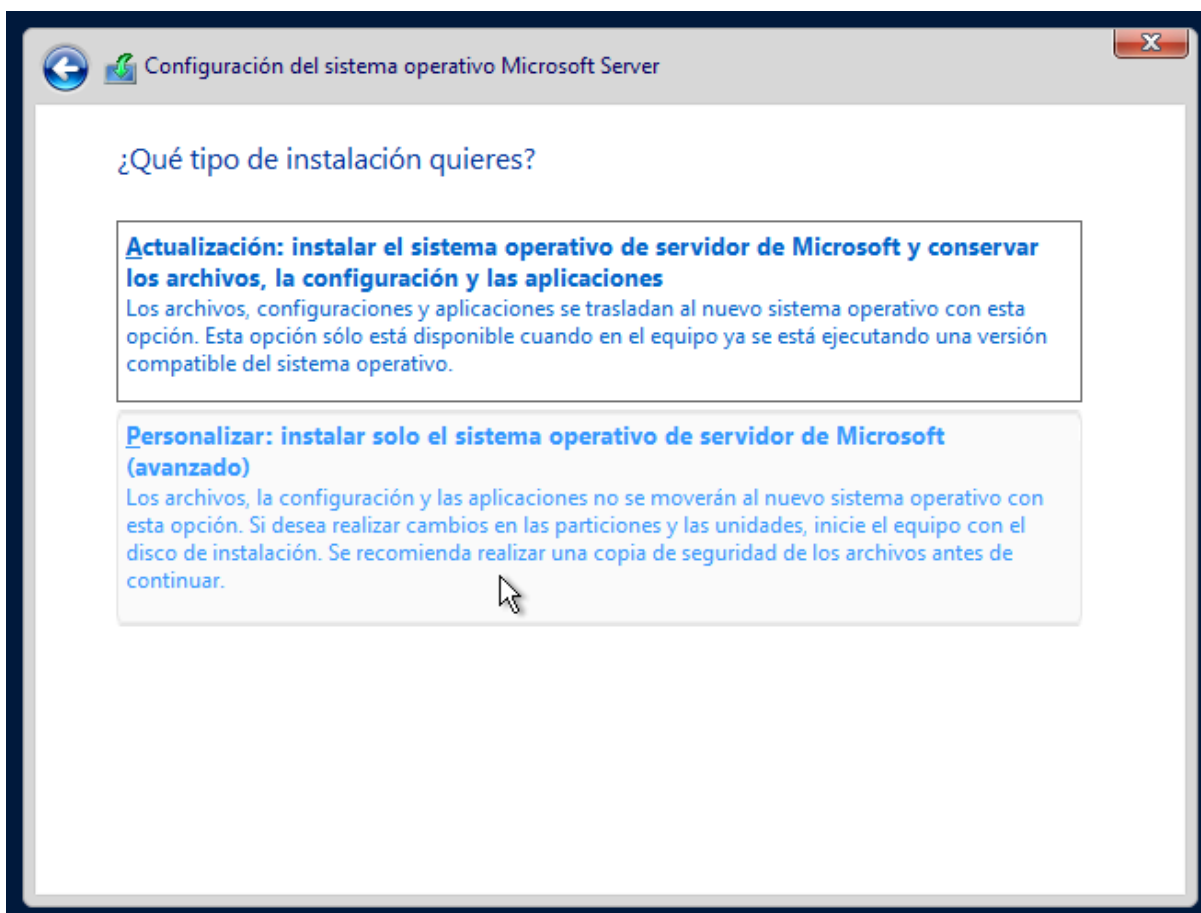 Configuración del sistema operativo Microsoft Server
¿Qué tipo de instalación quieres?
Actualización: instalar el sistema operativo de servidor de Microsoft y conservar
los archivos, la configuración y las aplicaciones
Los archivos, configuraciones y aplicaciones se trasladan al nuevo sistema operativo con esta
opción. Esta opción sólo está disponible cuando en el equipo ya se está ejecutando una versión
compatible del sistema operativo.
Personalizar: instalar solo el sistema operativo de servidor de Microsoft
(avanzado)
Los archivos, la configuración y las aplicaciones no se moverán al nuevo sistema operativo con
esta opción. Si desea realizar cambios en las particiones y las unidades, inicie el equipo con el
disco de instalación. Se recomienda realizar una copia de seguridad de los archivos antes de
continuar.